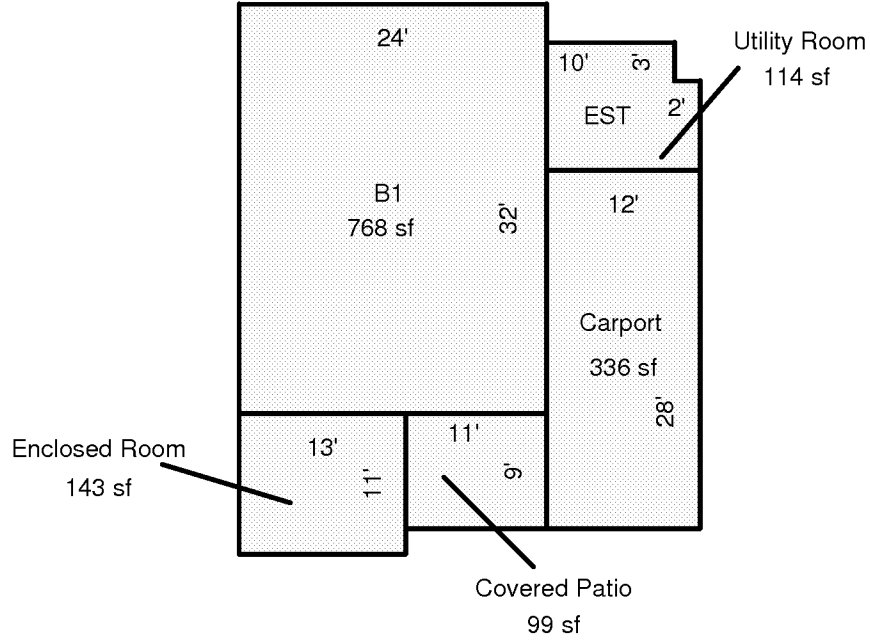 24'
10'
3'
Utility Room
114 sf
EST
2'
B1
768 sf
32'
12'
Carport
336 sf
28'
Enclosed Room
143 sf
13'
11'
11'
9'
Covered Patio
99 sf